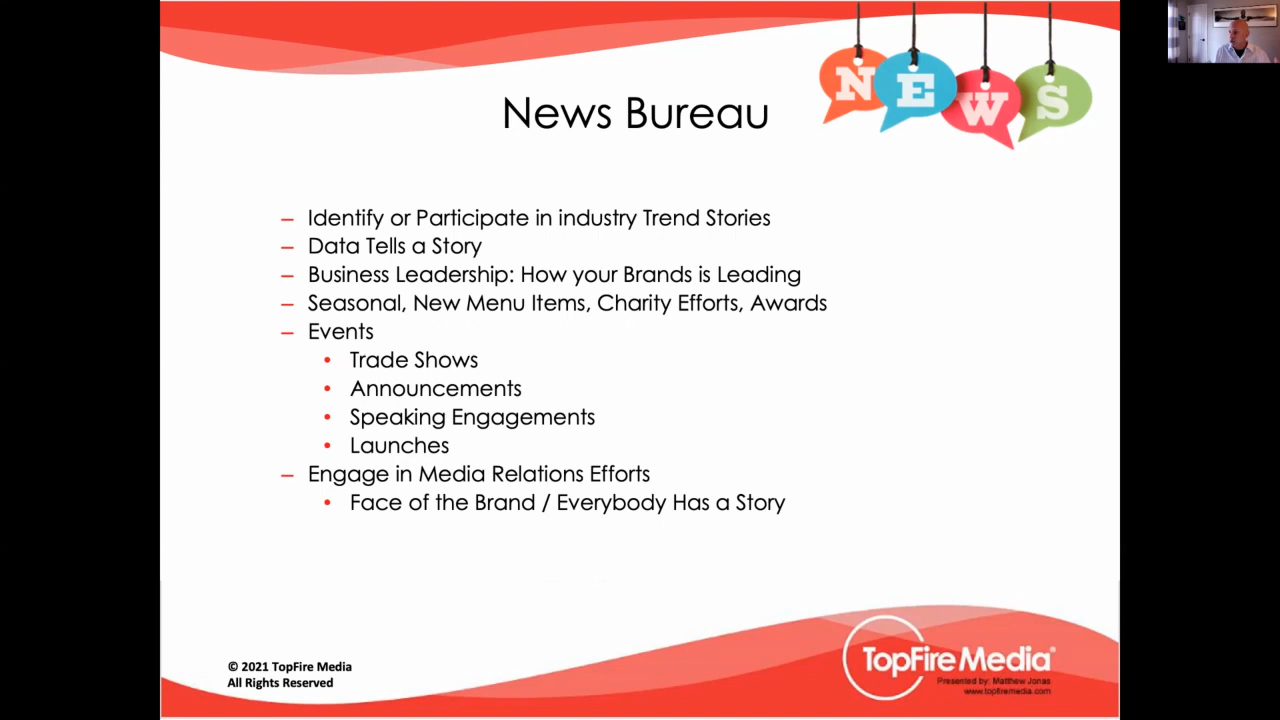 NEWS
News Bureau
– Identify or Participate in industry Trend Stories
– Data Tells a Story
– Business Leadership: How your Brands is Leading
– Seasonal, New Menu Items, Charity Efforts, Awards
– Events
• Trade Shows
• Announcements
• Speaking Engagements
• Launches
– Engage in Media Relations Efforts
• Face of the Brand / Everybody Has a Story
© 2021 TopFire Media
All Rights Reserved
TopFire Media®
Presented by: Matthew Jonas
www.topfiremedia.com